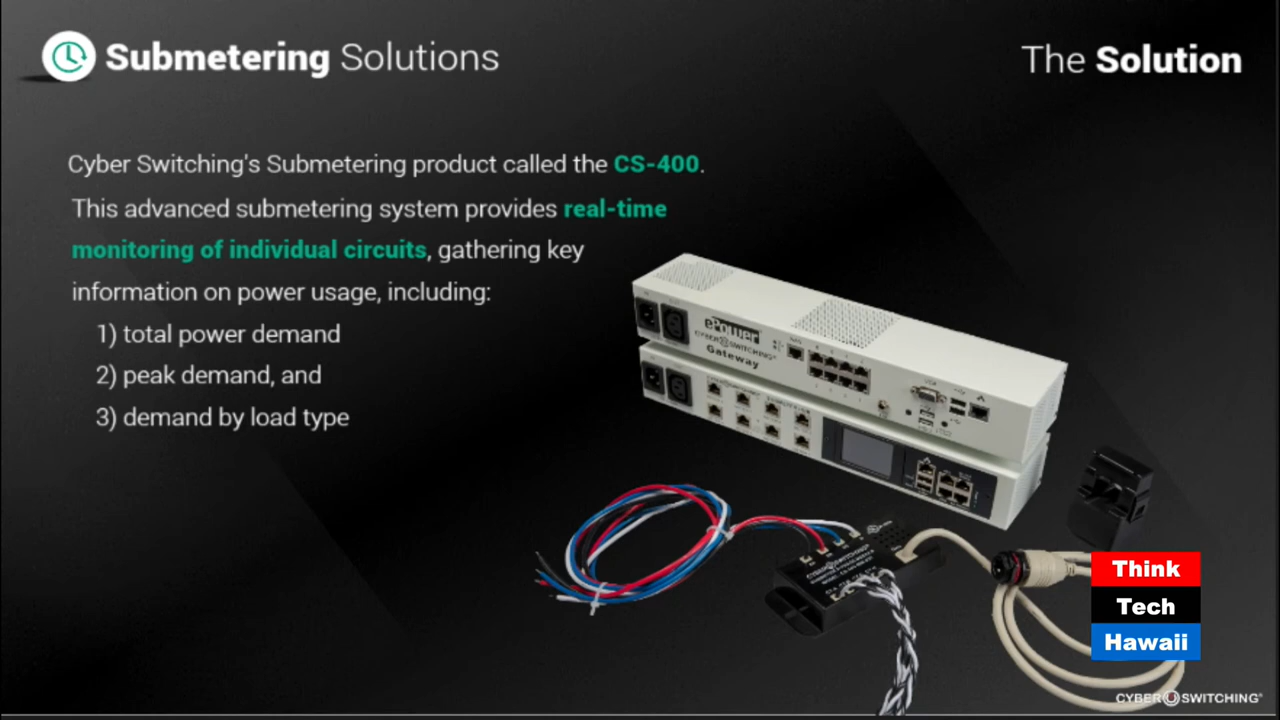 Submetering Solutions
The Solution
Cyber Switching's Submetering product called the CS-400.
This advanced submetering system provides real-time
monitoring of individual circuits, gathering key
information on power usage, including:
1) total power demand
2) peak demand, and
3) demand by load type
ePower
CYBER SWITCHING
Gateway
CYBER SWITCHING
Think
Tech
Hawaii
CYBER SWITCHING®